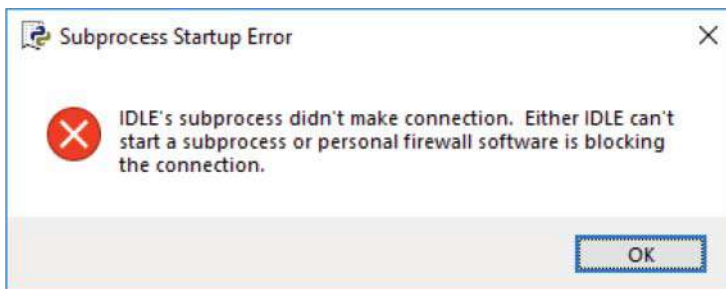 Subprocess Startup Error
IDLE's subprocess didn't make connection. Either IDLE can't
start a subprocess or personal firewall software is blocking
the connection.
OK